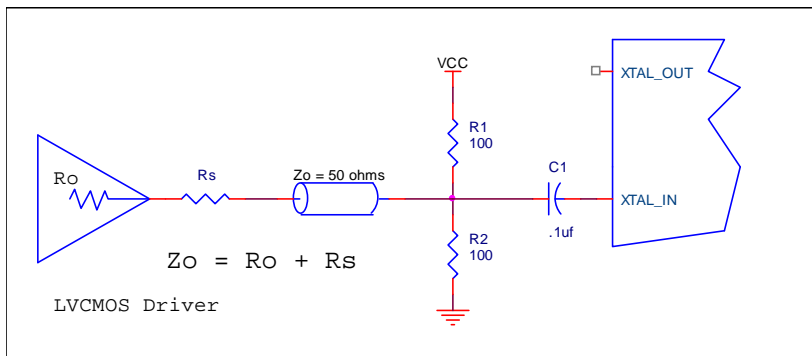 VCC
XTAL_OUT
R1
100
Ro
Rs
Zo = 50 ohms
C1
XTAL_IN
.1uf
R2
100
Zo = Ro + Rs
LVCMOS Driver